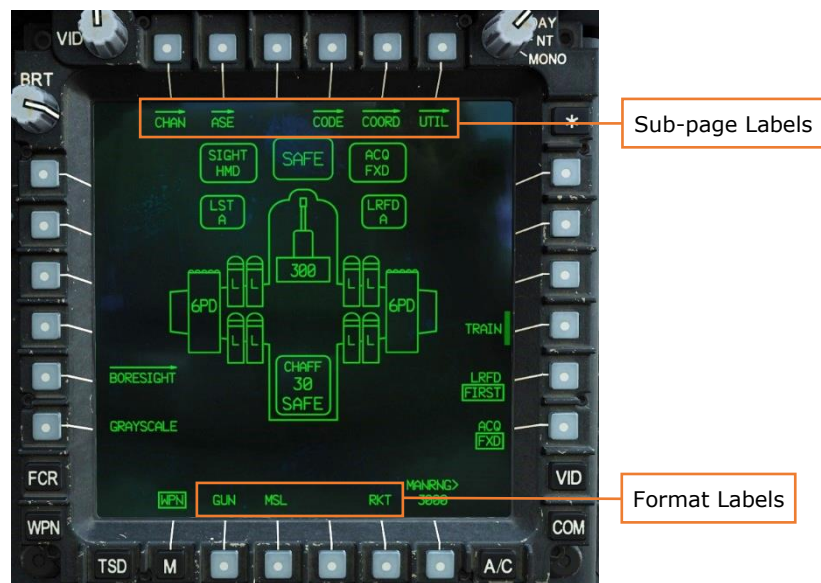 VID
DAY
NT
MONO
BRT
CHAN ASE CODE COORD UTIL
*
Sub-page Labels
SIGHT
HMD
SAFE
ACQ
FXD
LST
A
LRFD
A
300
L L L L
6PD 6PD
L L L L
TRAIN
CHAFF
30
SAFE
BORESIGHT
LRFD
FIRST
GRAYSCALE
ACQ
FXD
FCR
VID
MANRNG>
WPN GUN MSL RKT 3000
Format Labels
WPN
COM
TSD M A/C